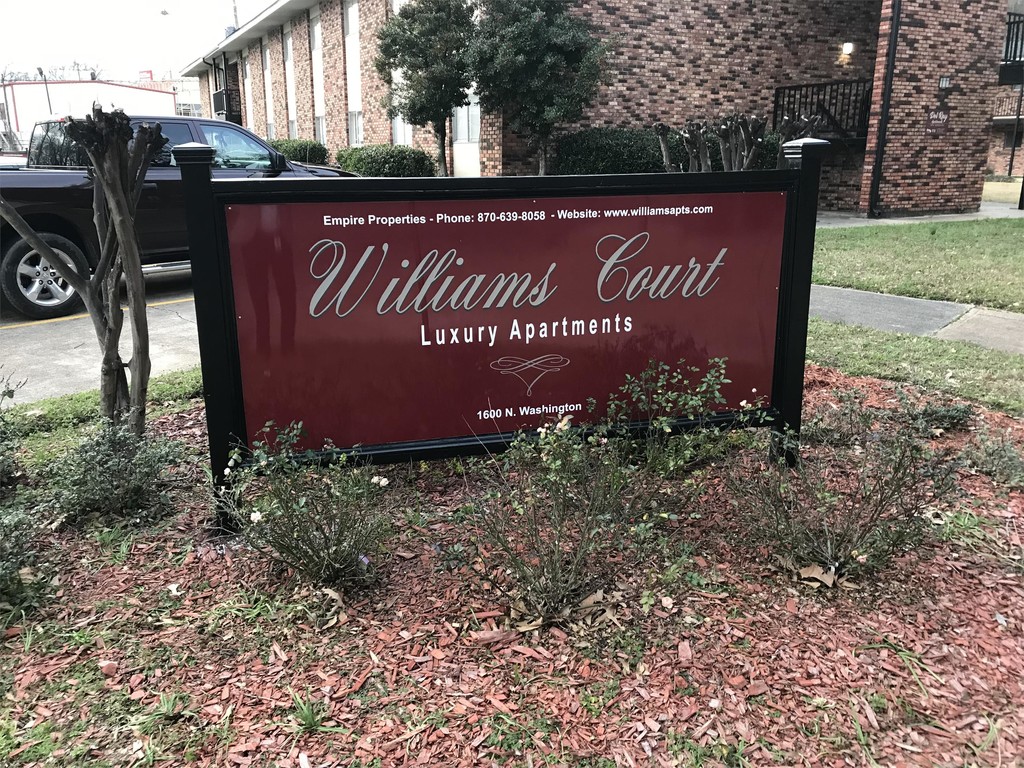 Empire Properties - Phone: 870-639-8058 - Website: www.williamsapts.com
Williams Court
Luxury Apartments
1600 N. Washington